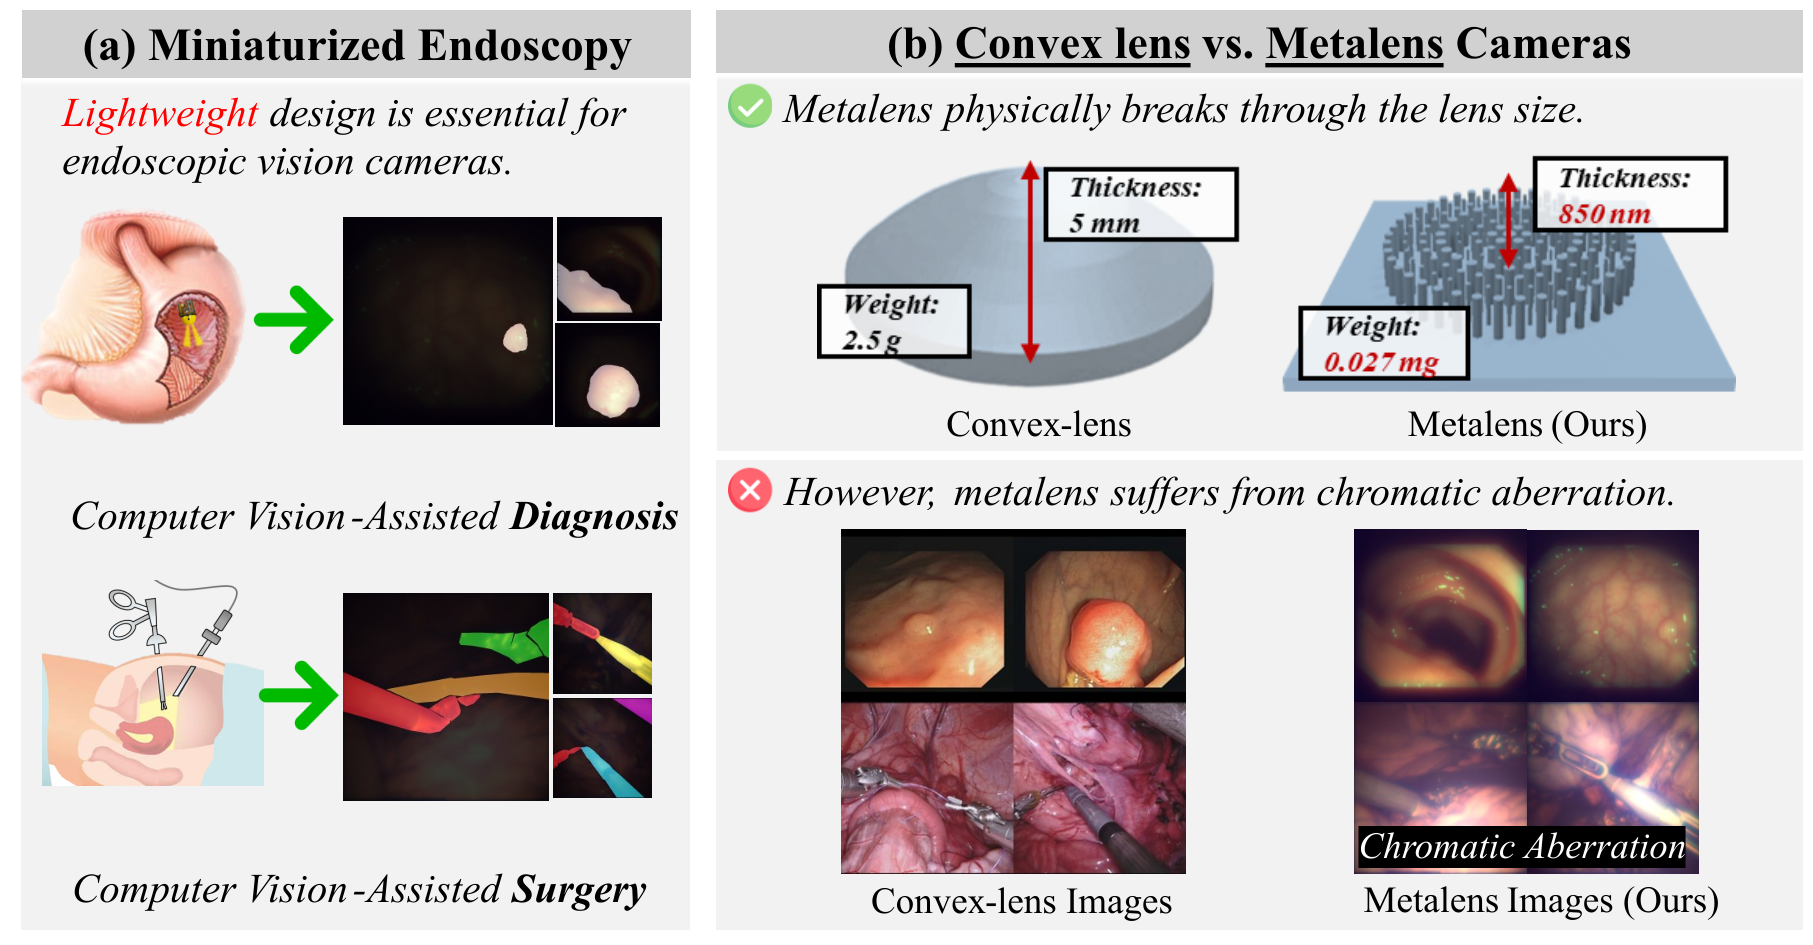 (a) Miniaturized Endoscopy
Lightweight design is essential for
endoscopic vision cameras.
Computer Vision-Assisted Diagnosis
Computer Vision-Assisted Surgery
(b) Convex lens vs. Metalens Cameras
Metalens physically breaks through the lens size.
Thickness:
5 mm
Weight:
2.5 g
Convex-lens
Thickness:
850 nm
Weight:
0.027 mg
Metalens (Ours)
However, metalens suffers from chromatic aberration.
Convex-lens Images
Chromatic Aberration
Metalens Images (Ours)